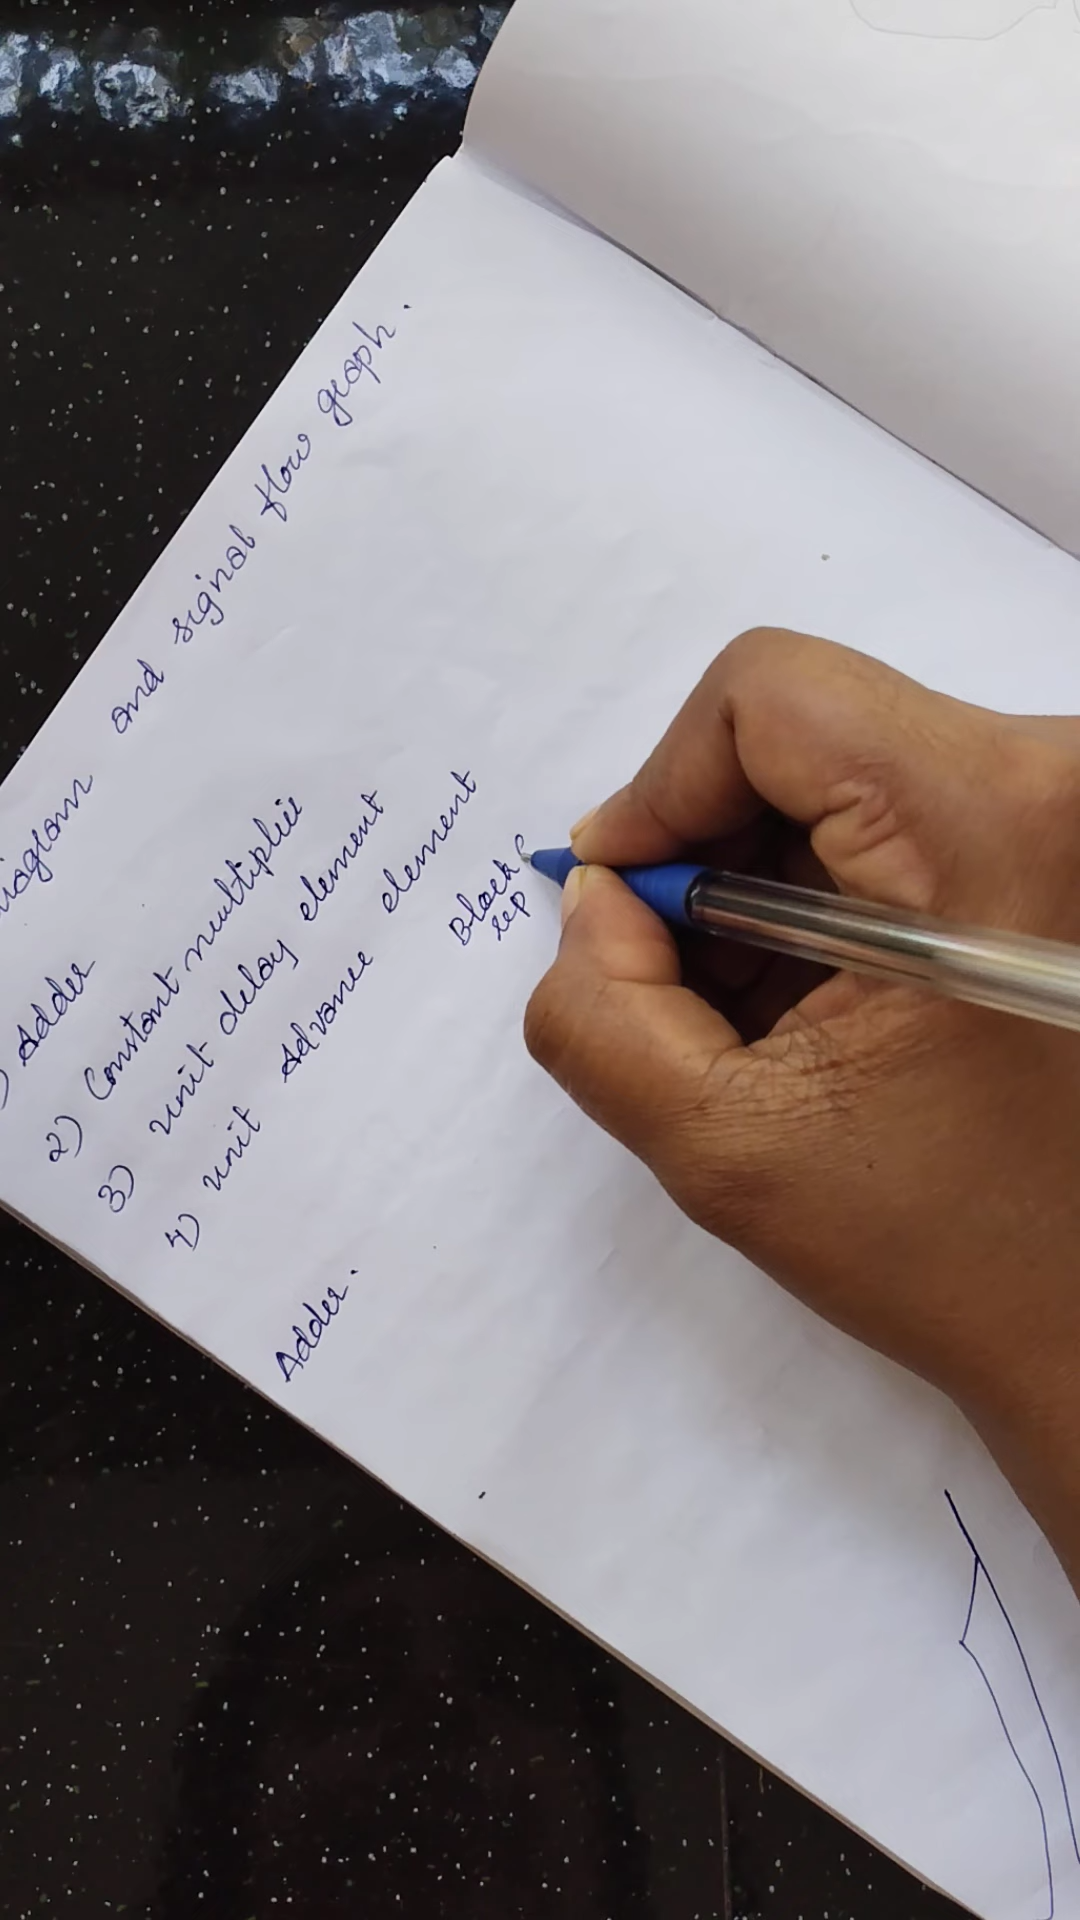 and signal flow graph.
Adder
2) Constant multiplier
3) unit delay element
4) unit Advance element
Block
rep
Adder.